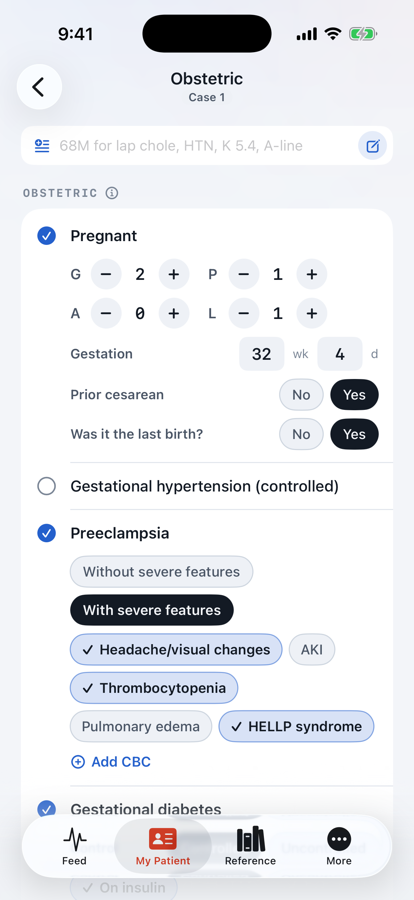 9:41
Obstetric
Case 1
68M for lap chole, HTN, K 5.4, A-line
OBSTETRIC
Pregnant
G − 2 + P − 1 +
A − 0 + L − 1 +
Gestation 32 wk 4 d
Prior cesarean No Yes
Was it the last birth? No Yes
Gestational hypertension (controlled)
Preeclampsia
Without severe features
With severe features
✓ Headache/visual changes AKI
✓ Thrombocytopenia
Pulmonary edema ✓ HELLP syndrome
Add CBC
Gestational diabetes
Feed My Patient Reference More
✓ On insulin